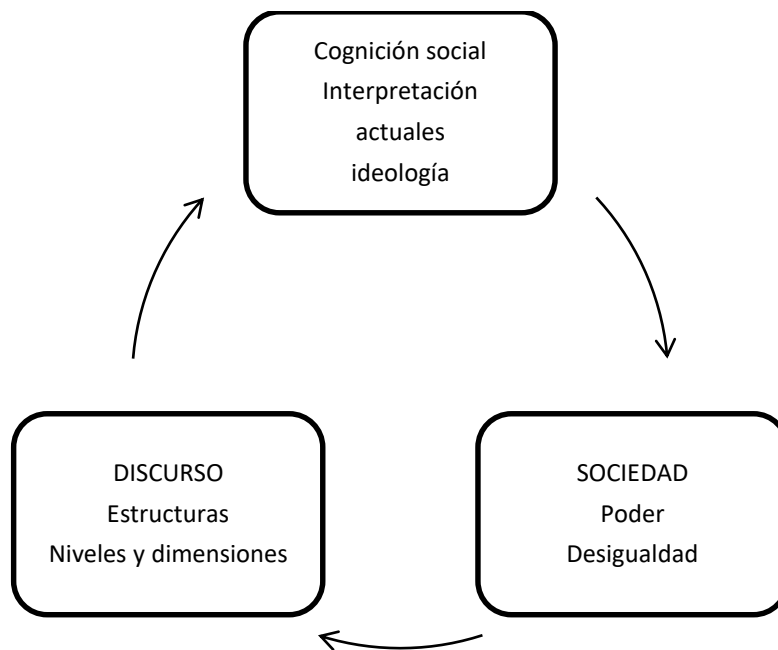 Cognición social
Interpretación
actuales
ideología
DISCURSO
Estructuras
Niveles y dimensiones
SOCIEDAD
Poder
Desigualdad